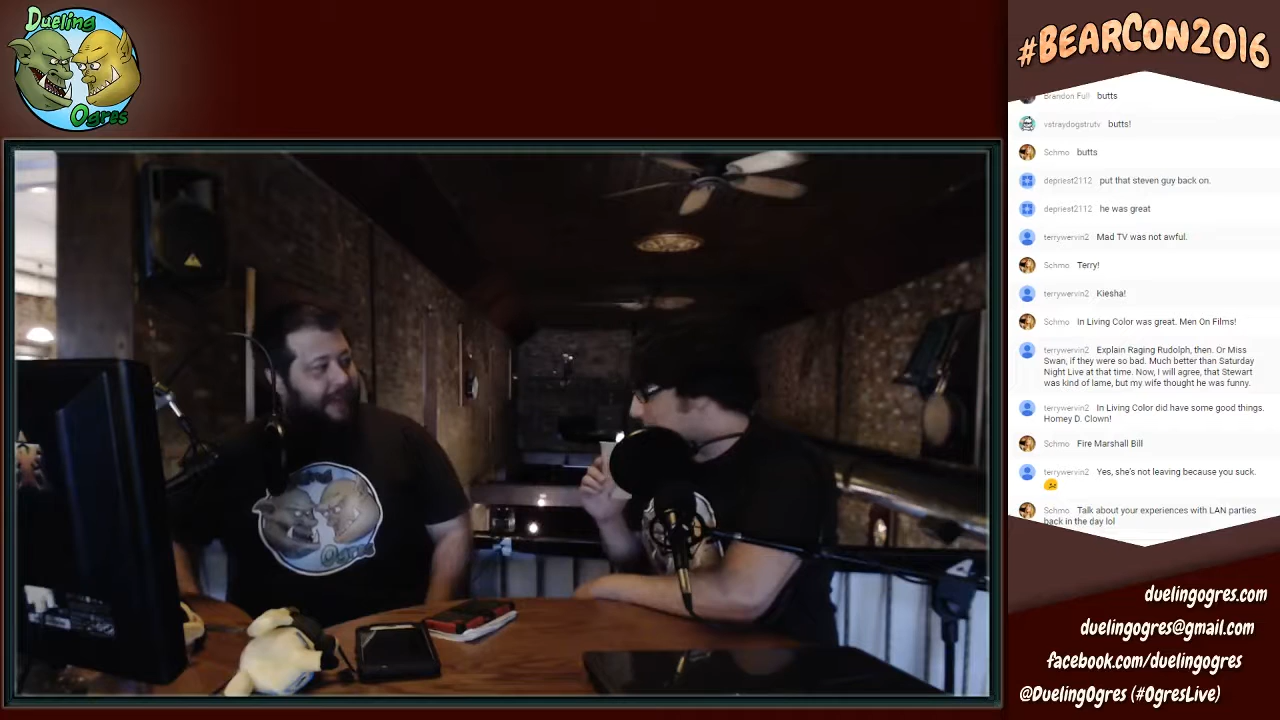 Dueling
Ogres
#BEARCON2016
Brandon Full butts
vstraydogstrutv butts!
Schmo butts
depriest2112 put that steven guy back on.
depriest2112 he was great
terrywervin2 Mad TV was not awful.
Schmo Terry!
terrywervin2 Kiesha!
Schmo In Living Color was great. Men On Films!
terrywervin2 Explain Raging Rudolph, then. Or Miss
Swan, if they were so bad. Much better than Saturday
Night Live at that time. Now, I will agree, that Stewart
was kind of lame, but my wife thought he was funny.
terrywervin2 In Living Color did have some good things.
Homey D. Clown!
Schmo Fire Marshall Bill
terrywervin2 Yes, she's not leaving because you suck.
Schmo Talk about your experiences with LAN parties
back in the day lol
duelingogres.com
duelingogres@gmail.com
facebook.com/duelingogres
@DuelingOgres (#OgresLive)
Ogres